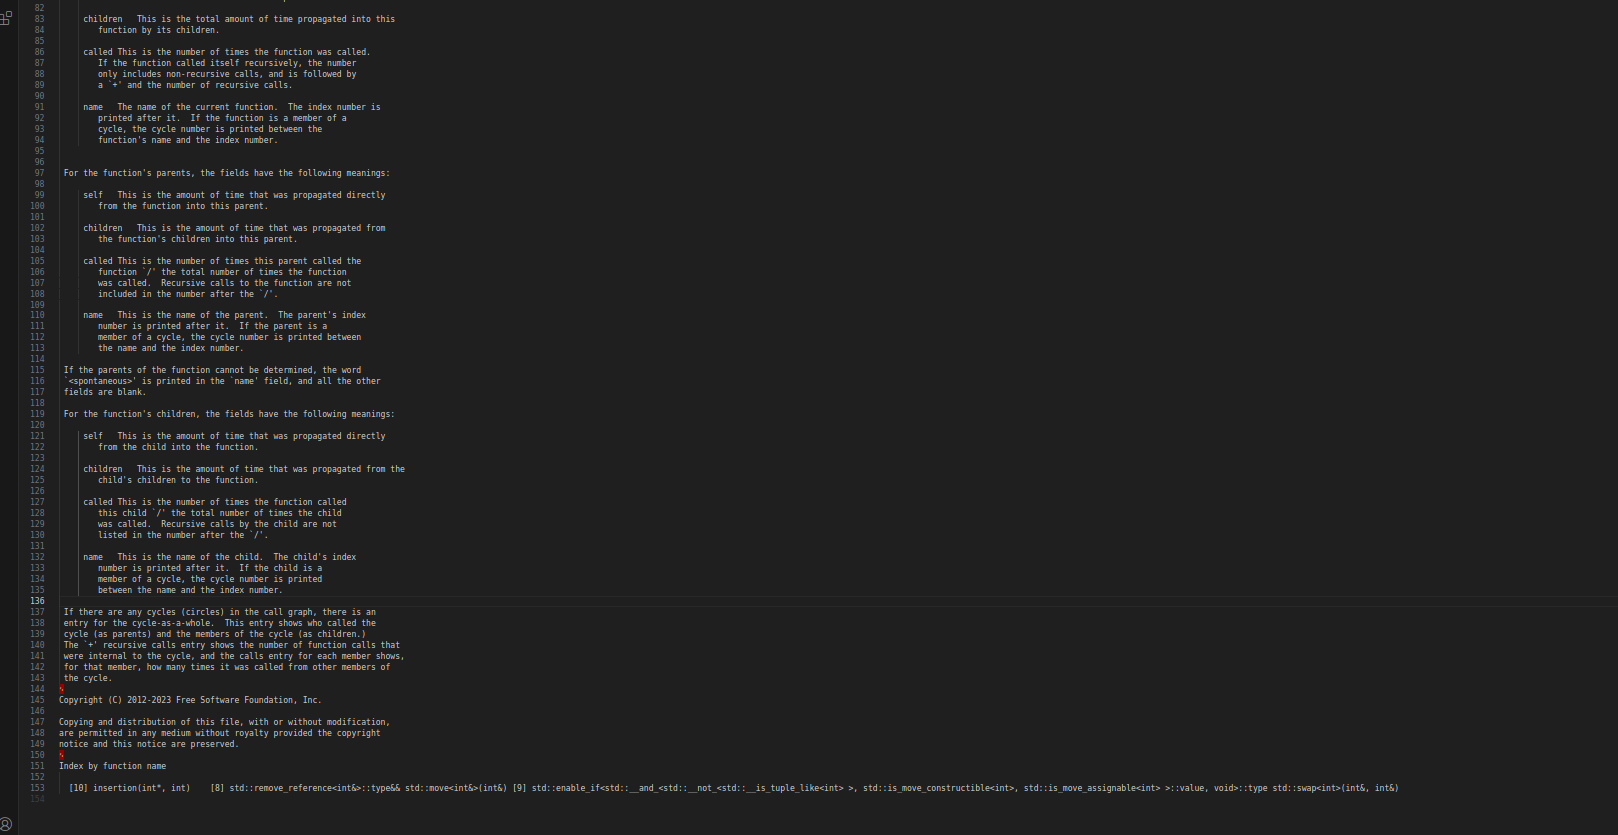 82
83 children This is the total amount of time propagated into this
84 function by its children.
85
86 called This is the number of times the function was called.
87 If the function called itself recursively, the number
88 only includes non-recursive calls, and is followed by
89 a `+' and the number of recursive calls.
90
91 name The name of the current function. The index number is
92 printed after it. If the function is a member of a
93 cycle, the cycle number is printed between the
94 function's name and the index number.
95
96
97 For the function's parents, the fields have the following meanings:
98
99 self This is the amount of time that was propagated directly
100 from the function into this parent.
101
102 children This is the amount of time that was propagated from
103 the function's children into this parent.
104
105 called This is the number of times this parent called the
106 function `/' the total number of times the function
107 was called. Recursive calls to the function are not
108 included in the number after the `/'.
109
110 name This is the name of the parent. The parent's index
111 number is printed after it. If the parent is a
112 member of a cycle, the cycle number is printed between
113 the name and the index number.
114
115 If the parents of the function cannot be determined, the word
116 `<spontaneous>' is printed in the `name' field, and all the other
117 fields are blank.
118
119 For the function's children, the fields have the following meanings:
120
121 self This is the amount of time that was propagated directly
122 from the child into the function.
123
124 children This is the amount of time that was propagated from the
125 child's children to the function.
126
127 called This is the number of times the function called
128 this child `/' the total number of times the child
129 was called. Recursive calls by the child are not
130 listed in the number after the `/'.
131
132 name This is the name of the child. The child's index
133 number is printed after it. If the child is a
134 member of a cycle, the cycle number is printed
135 between the name and the index number.
136
137 If there are any cycles (circles) in the call graph, there is an
138 entry for the cycle-as-a-whole. This entry shows who called the
139 cycle (as parents) and the members of the cycle (as children.)
140 The `+' recursive calls entry shows the number of function calls that
141 were internal to the cycle, and the calls entry for each member shows,
142 for that member, how many times it was called from other members of
143 the cycle.
144
145 Copyright (C) 2012-2023 Free Software Foundation, Inc.
146
147 Copying and distribution of this file, with or without modification,
148 are permitted in any medium without royalty provided the copyright
149 notice and this notice are preserved.
150
151 Index by function name
152
153 [10] insertion(int*, int) [8] std::remove_reference<int&>::type&& std::move<int&>(int&) [9] std::enable_if<std::__and_<std::__not_<std::__is_tuple_like<int> >, std::is_move_constructible<int>, std::is_move_assignable<int> >::value, void>::type std::swap<int>(int&, int&)
154